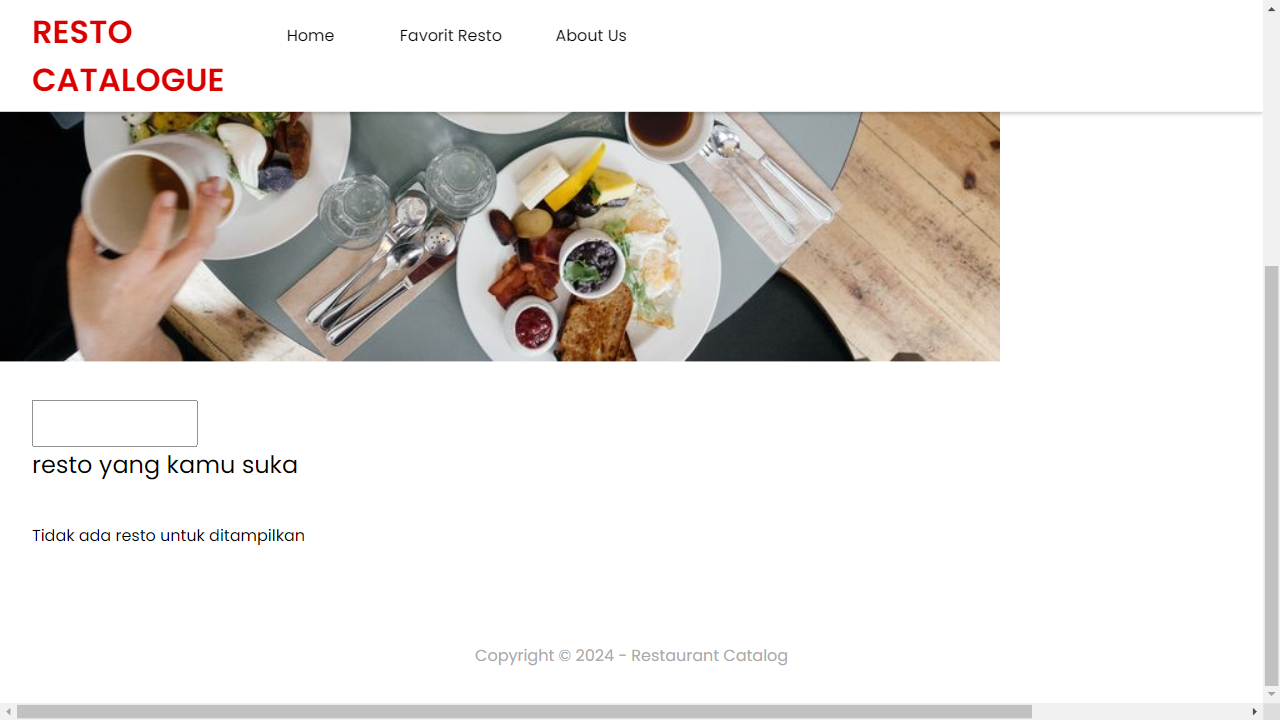 RESTO
CATALOGUE
Home
Favorit Resto
About Us
resto yang kamu suka
Tidak ada resto untuk ditampilkan
Copyright © 2024 - Restaurant Catalog